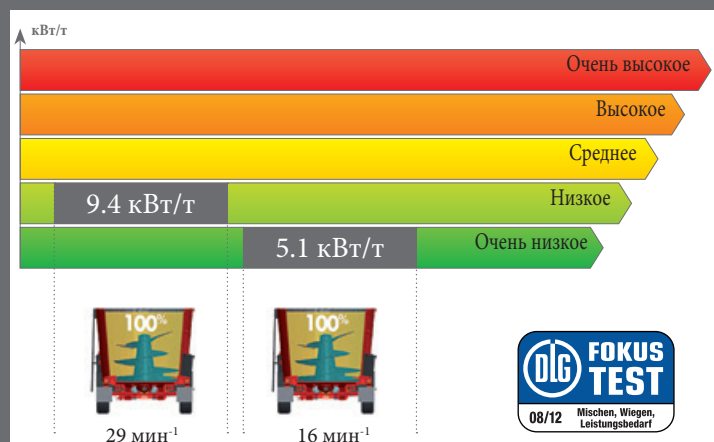 кВт/т
Очень высокое
Высокое
Среднее
9.4 кВт/т
Низкое
5.1 кВт/т
Очень низкое
100%
100%
29 мин⁻¹
16 мин⁻¹
DLG
FOKUS
TEST
08/12
Mischen, Wiegen,
Leistungsbedarf